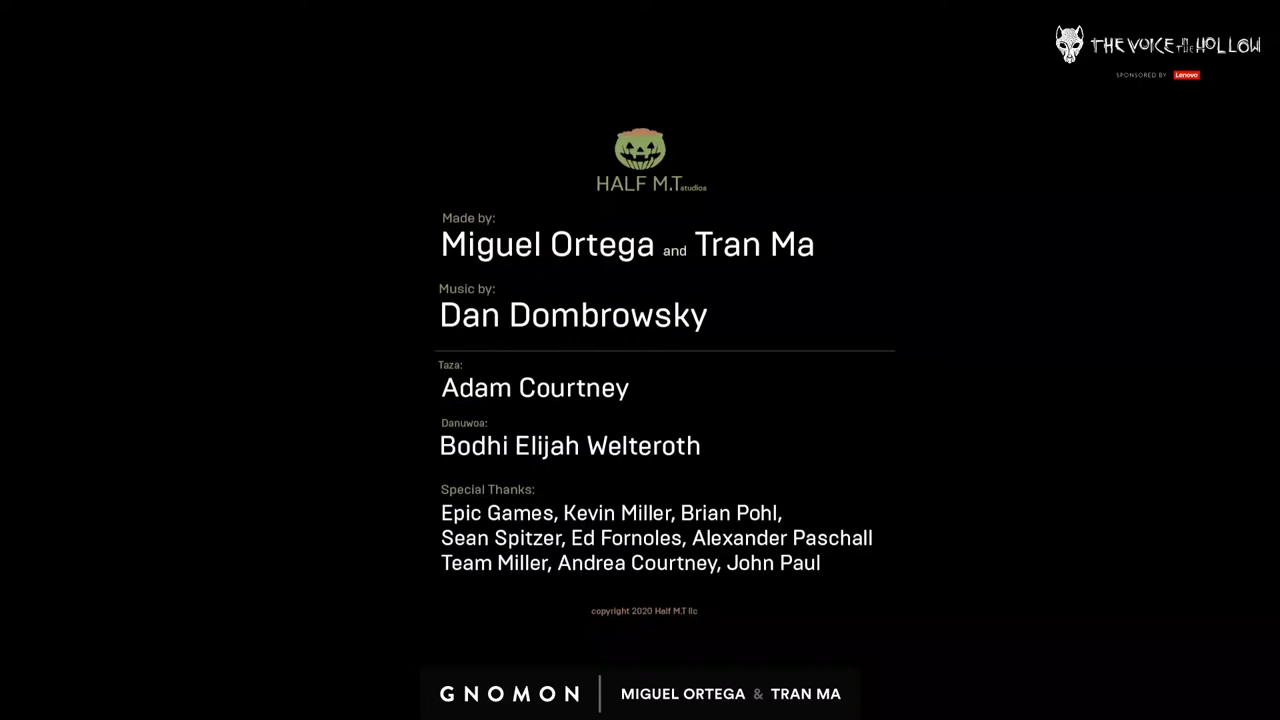 THE VOICE IN THE HOLLOW
SPONSORED BY Lenovo
HALF M.T studios
Made by:
Miguel Ortega and Tran Ma
Music by:
Dan Dombrowsky
Taza:
Adam Courtney
Danuwoa:
Bodhi Elijah Welteroth
Special Thanks:
Epic Games, Kevin Miller, Brian Pohl,
Sean Spitzer, Ed Fornoles, Alexander Paschall
Team Miller, Andrea Courtney, John Paul
copyright 2020 Half M.T llc
GNOMON | MIGUEL ORTEGA & TRAN MA